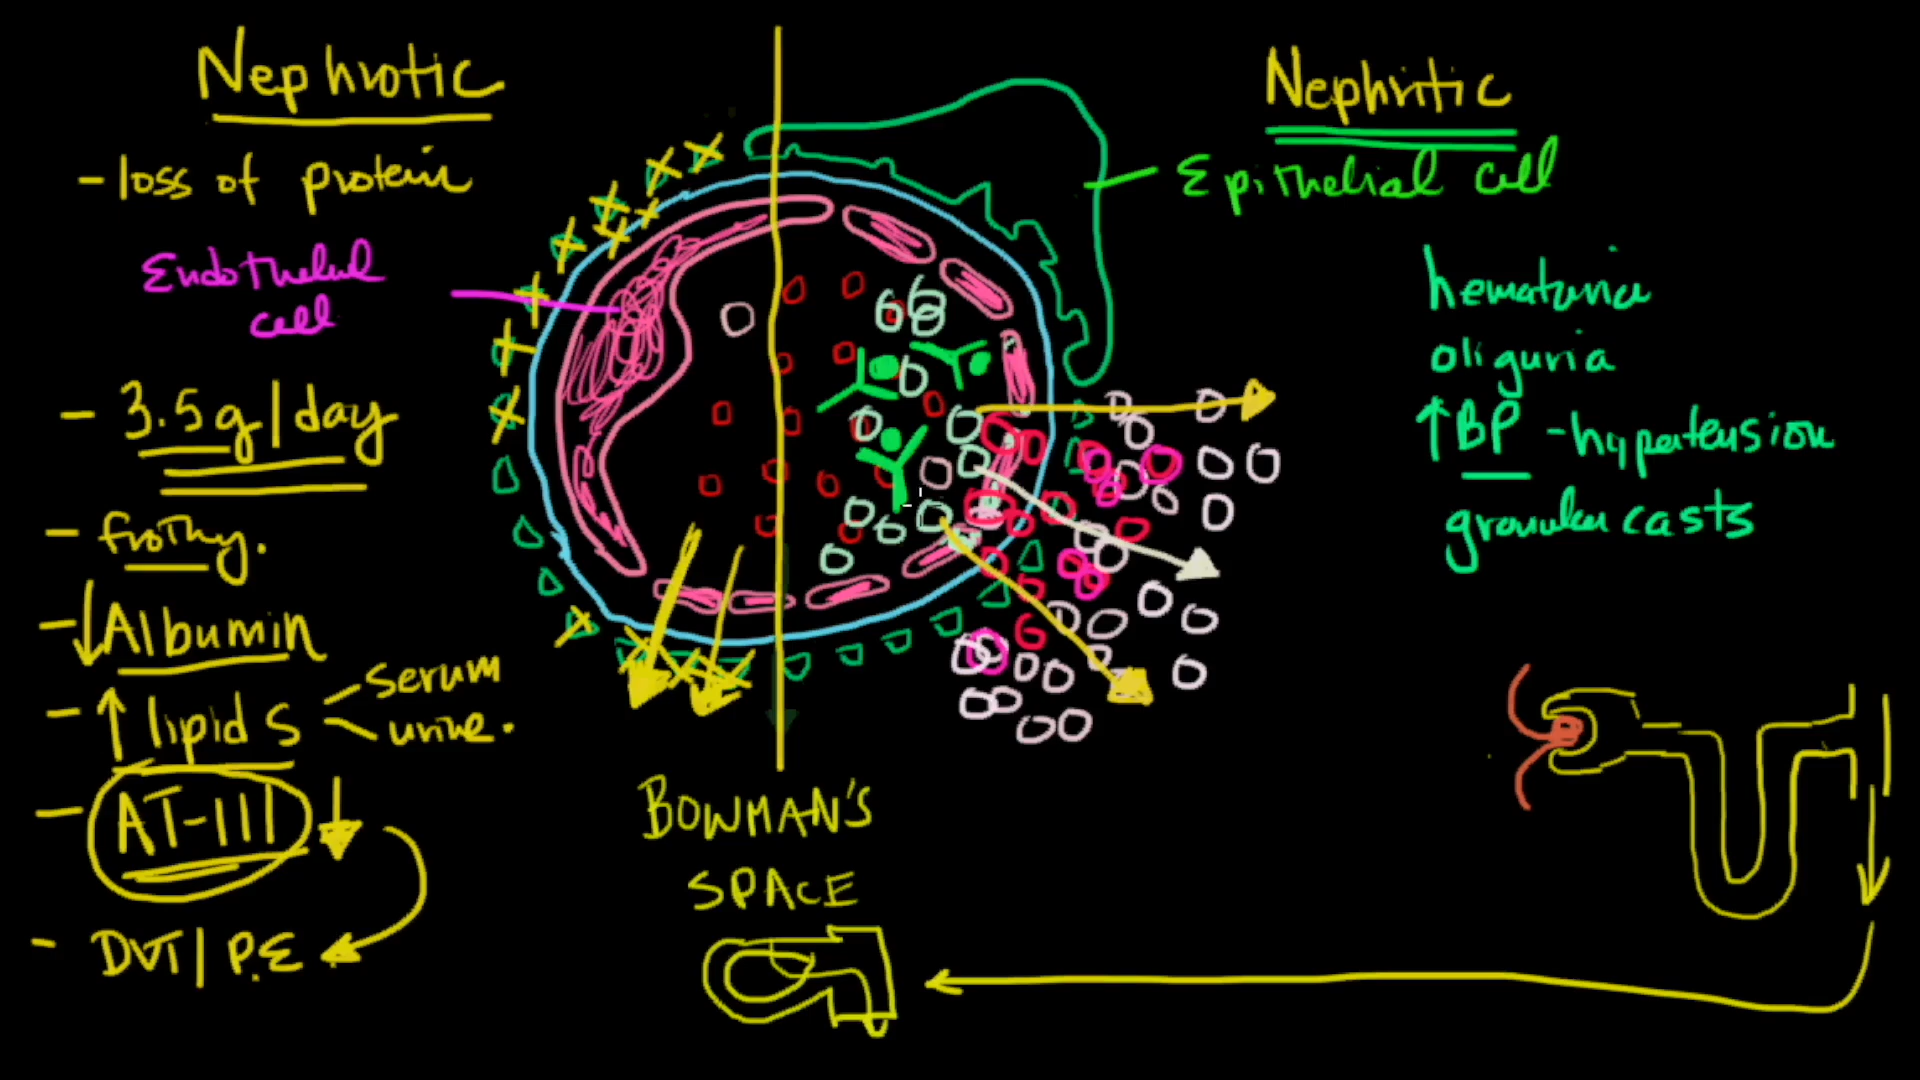 Nephrotic
- loss of protein
Endothelial
cell
- 3.5g/day
- frothy.
- ↓ Albumin
- ↑ lipids
serum
urine.
- AT-III ↓
- DVT/P.E
BOWMAN'S
SPACE
Nephritic
Epithelial cell
hematuria
oliguria
↑BP - hypertension
granular casts